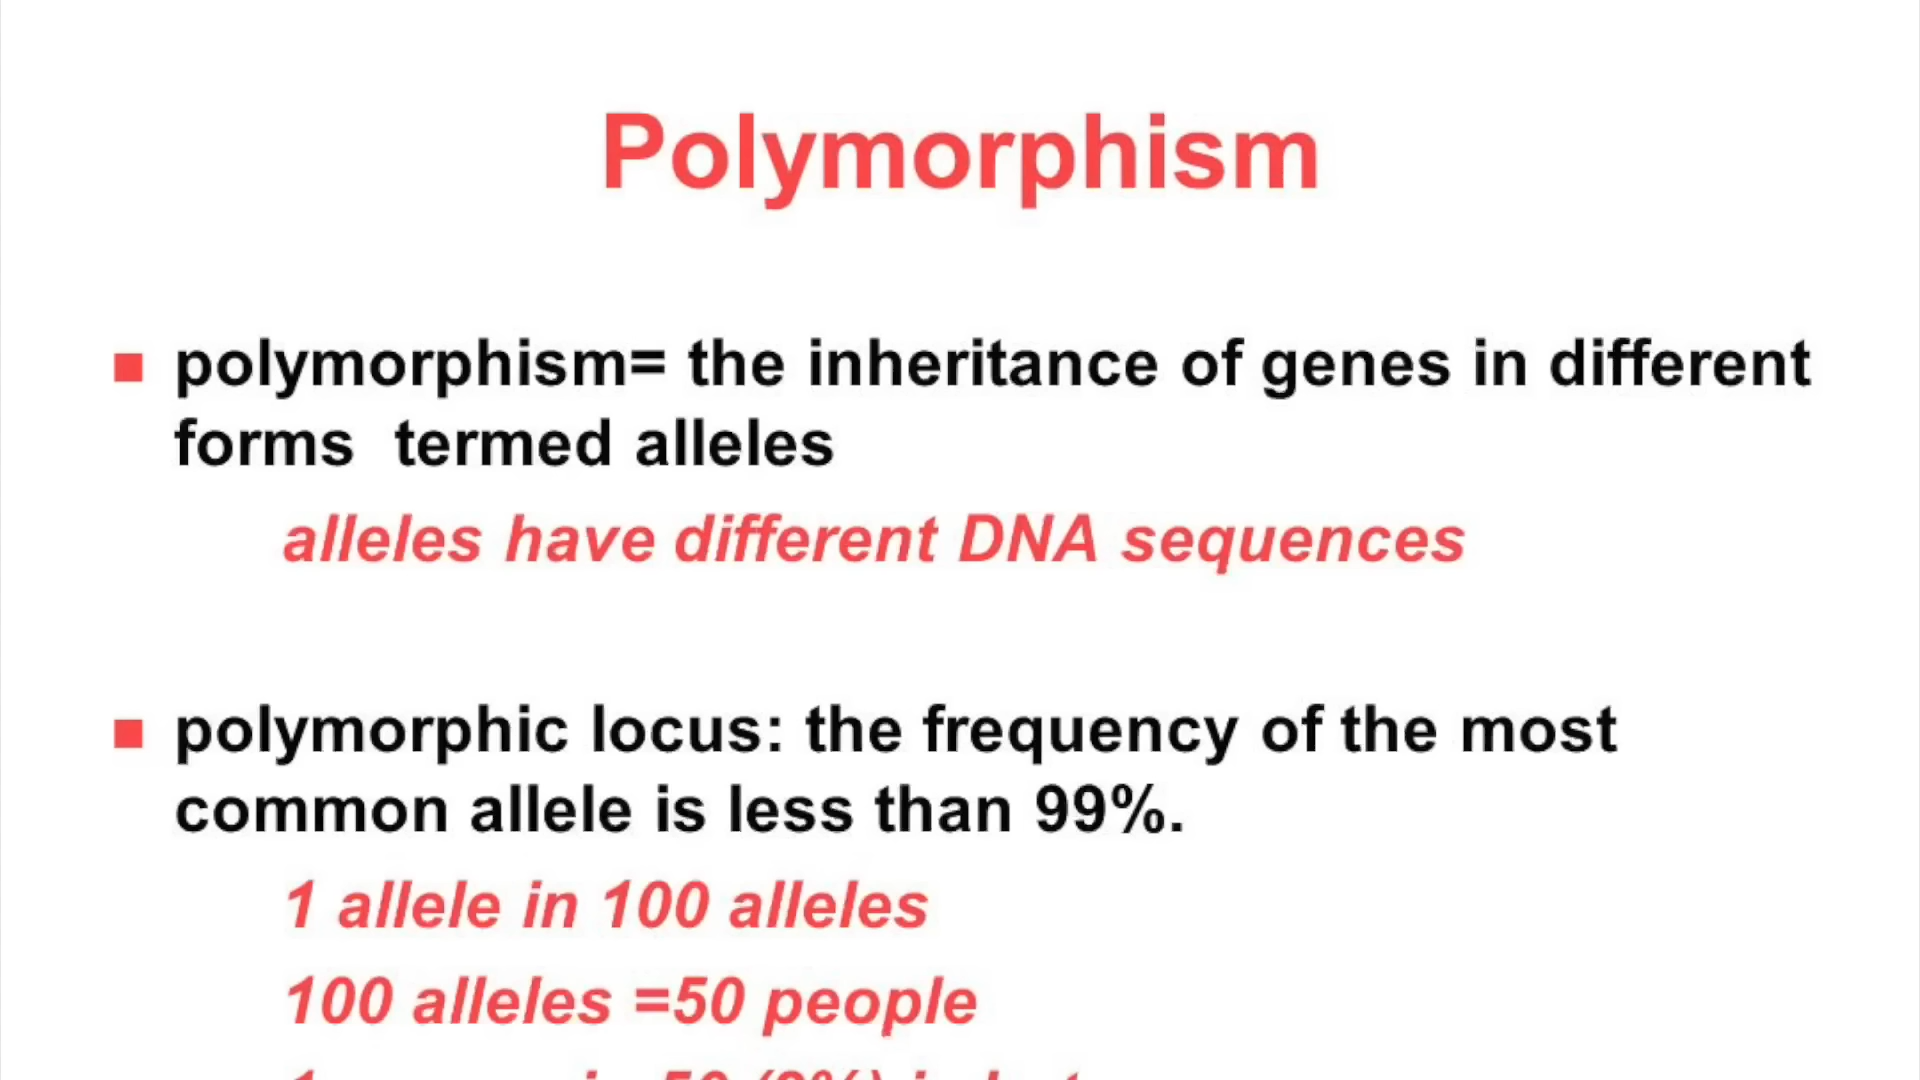 Polymorphism
polymorphism= the inheritance of genes in different
forms  termed alleles
alleles have different DNA sequences
polymorphic locus: the frequency of the most
common allele is less than 99%.
1 allele in 100 alleles
100 alleles =50 people